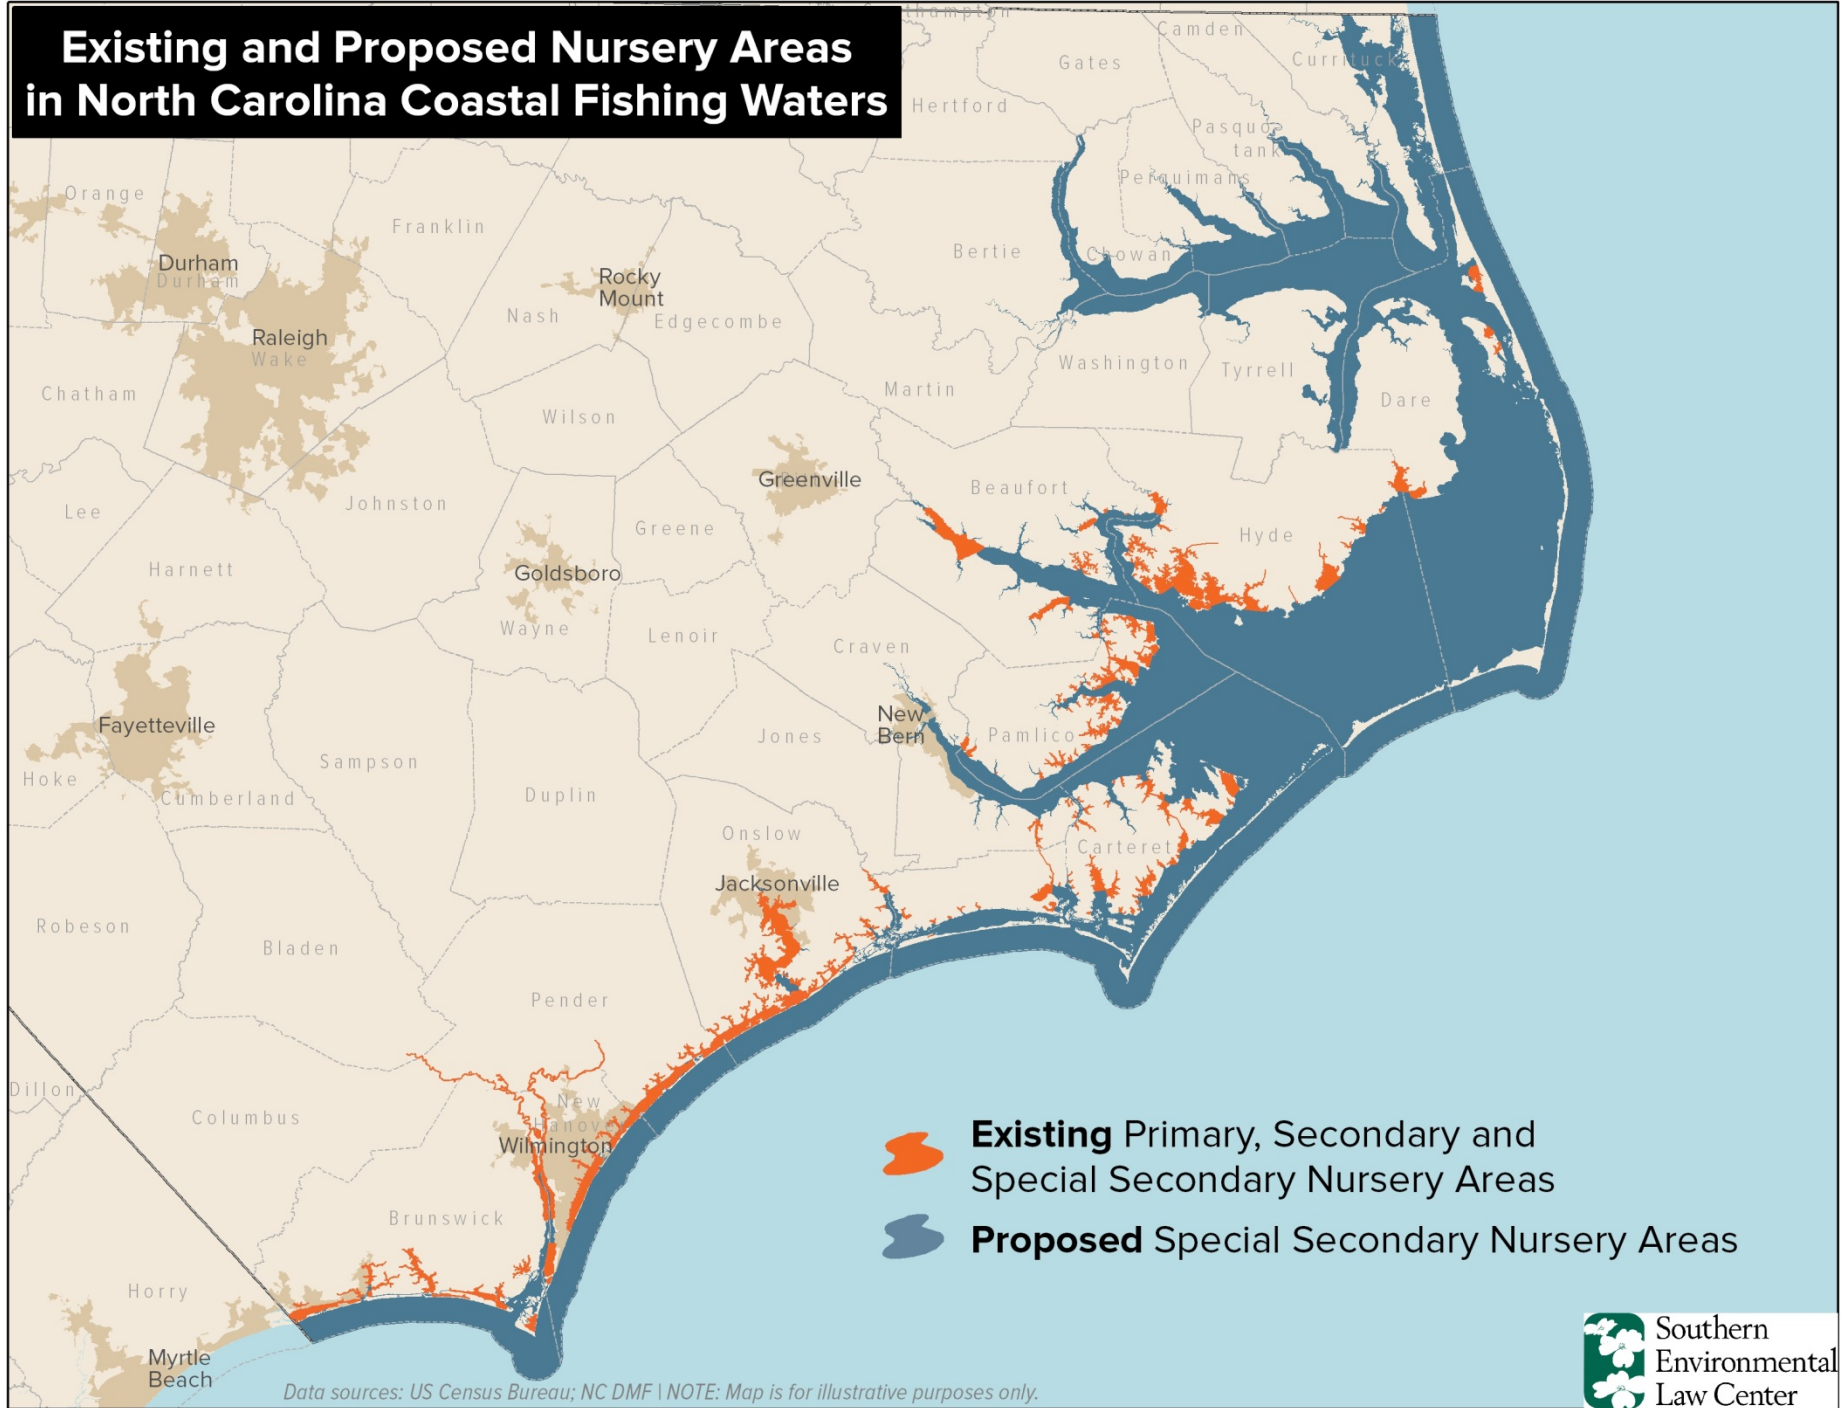 Existing and Proposed Nursery Areas
in North Carolina Coastal Fishing Waters
Camden
Currituck
Gates
Hertford
Pasquo-
tank
Perquimans
Orange
Franklin
Bertie
Chowan
Durham
Durham
Rocky
Mount
Nash
Edgecombe
Raleigh
Wake
Washington
Tyrrell
Dare
Chatham
Martin
Wilson
Greenville
Beaufort
Johnston
Lee
Greene
Hyde
Harnett
Goldsboro
Wayne
Lenoir
Craven
Fayetteville
New
Bern
Jones
Pamlico
Hoke
Sampson
Cumberland
Duplin
Onslow
Carteret
Jacksonville
Robeson
Bladen
Pender
Dillon
Columbus
New
Wilmington
Brunswick
Horry
Myrtle
Beach
Existing Primary, Secondary and
Special Secondary Nursery Areas
Proposed Special Secondary Nursery Areas
Data sources: US Census Bureau; NC DMF | NOTE: Map is for illustrative purposes only.
Southern
Environmental
Law Center